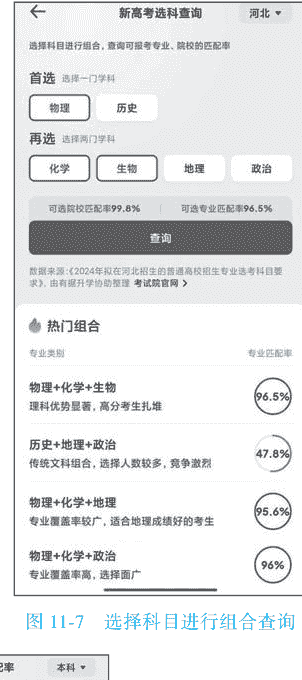 新高考选科查询
河北
选择科目进行组合，查询可报考专业、院校的匹配率
首选 选择一门学科
物理 历史
再选 选择两门学科
化学 生物 地理 政治
可选院校匹配率99.8% 可选专业匹配率96.5%
查询
数据来源：《2024年拟在河北招生的普通高校招生专业选考科目要
求》，由有据升学协助整理 考试院官网 >
热门组合
专业类别 专业匹配率
物理+化学+生物
理科优势显著，高分考生扎堆
96.5%
历史+地理+政治
传统文科组合，选择人数较多，竞争激烈
47.8%
物理+化学+地理
专业覆盖率较广，适合地理成绩好的考生
95.6%
物理+化学+政治
专业覆盖率高，选择面广
96%
图 11-7 选择科目进行组合查询
配率 本科